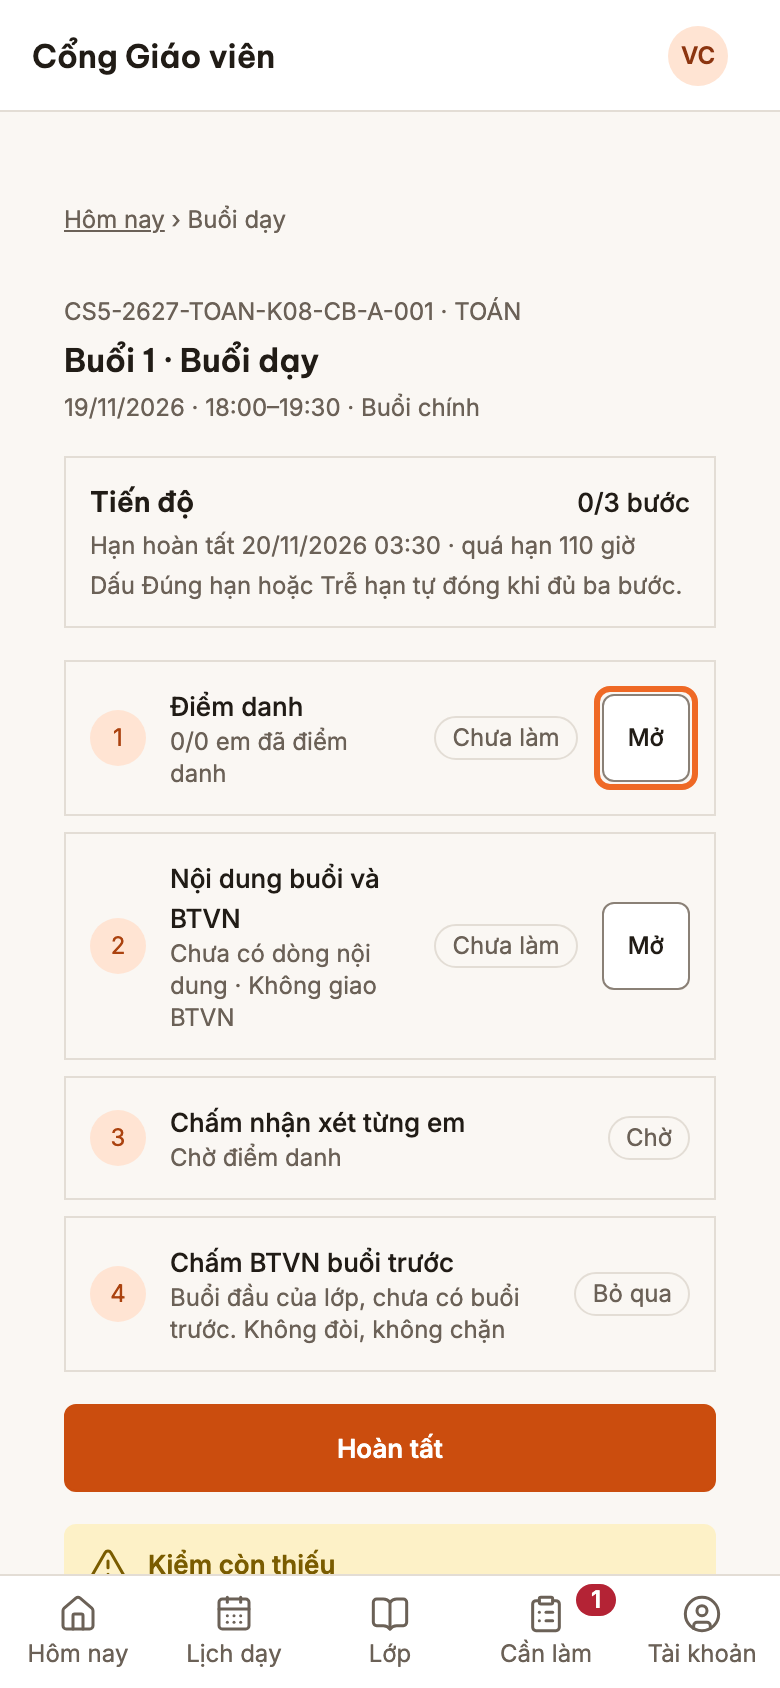 Cổng Giáo viên
VC
Hôm nay › Buổi dạy
CS5-2627-TOAN-K08-CB-A-001 · TOÁN
Buổi 1 · Buổi dạy
19/11/2026 · 18:00–19:30 · Buổi chính
Tiến độ
0/3 bước
Hạn hoàn tất 20/11/2026 03:30 · quá hạn 110 giờ
Dấu Đúng hạn hoặc Trễ hạn tự đóng khi đủ ba bước.
1
Điểm danh
0/0 em đã điểm
danh
Chưa làm
Mở
2
Nội dung buổi và
BTVN
Chưa có dòng nội
dung · Không giao
BTVN
Chưa làm
Mở
3
Chấm nhận xét từng em
Chờ điểm danh
Chờ
4
Chấm BTVN buổi trước
Buổi đầu của lớp, chưa có buổi
trước. Không đòi, không chặn
Bỏ qua
Hoàn tất
Kiểm còn thiếu
Hôm nay
Lịch dạy
Lớp
1
Cần làm
Tài khoản